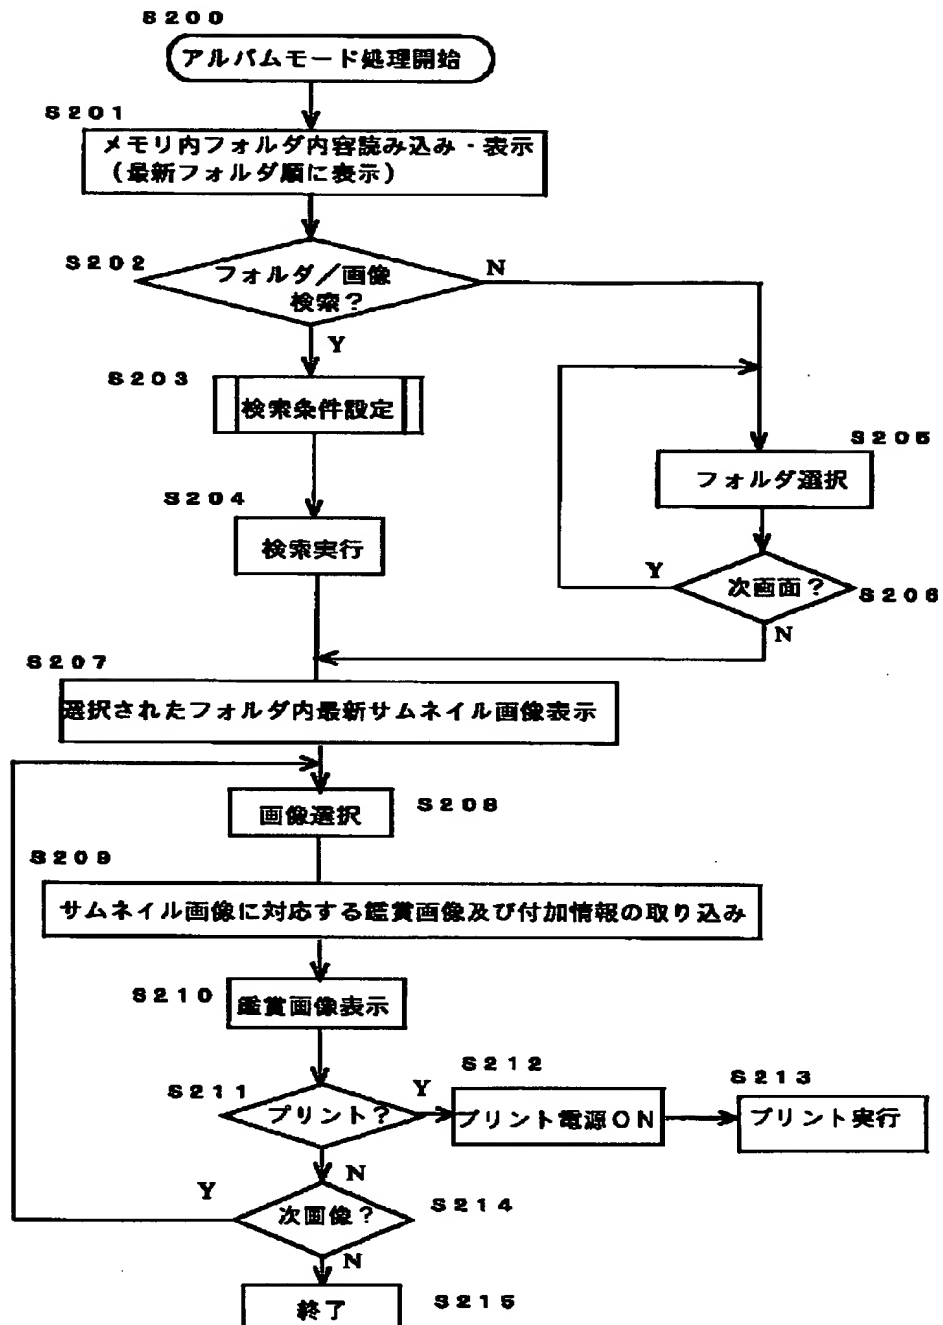 S200
アルバムモード処理開始
S201
メモリ内フォルダ内容読み込み・表示
(最新フォルダ順に表示)
S202
フォルダ/画像
検索?
N
Y
S203
検索条件設定
S205
フォルダ選択
S204
検索実行
Y
次画面?
S206
N
S207
選択されたフォルダ内最新サムネイル画像表示
画像選択
S208
S209
サムネイル画像に対応する鑑賞画像及び付加情報の取り込み
S210
鑑賞画像表示
S211
プリント?
Y
S212
プリント電源ON
S213
プリント実行
N
Y
次画像?
S214
N
終了
S215